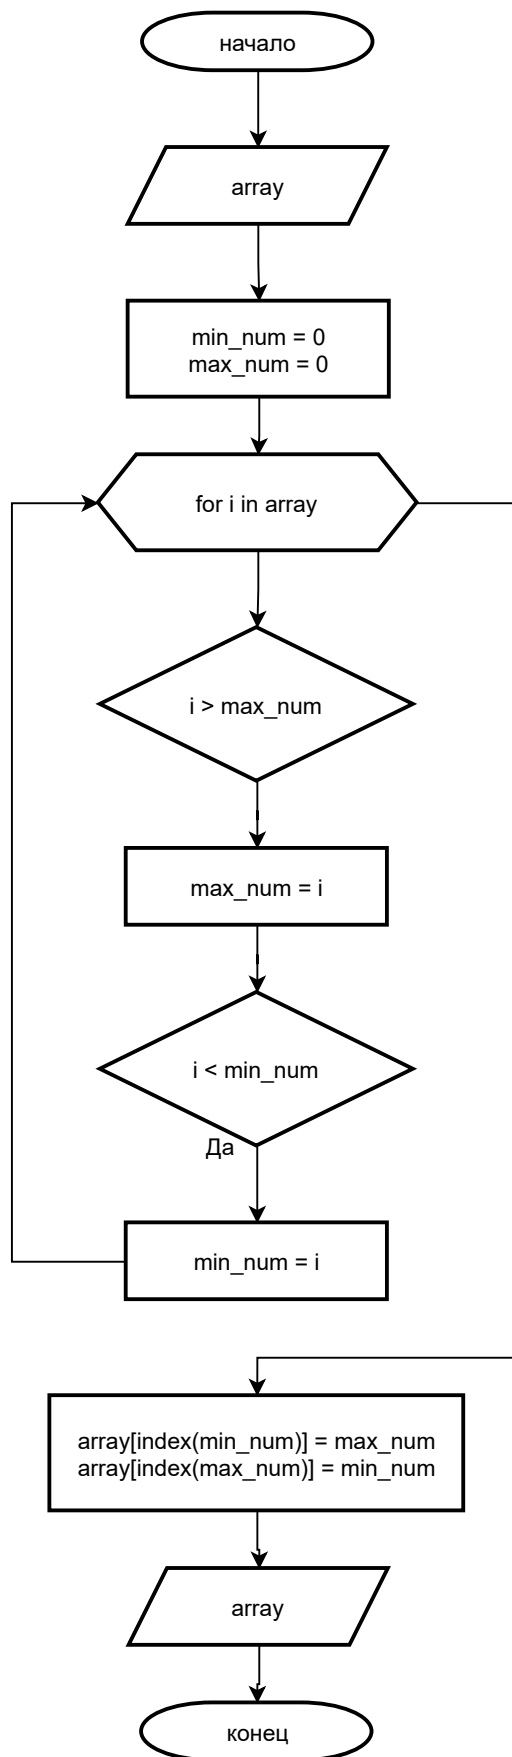 начало
array
min_num = 0
max_num = 0
for i in array
i > max_num
max_num = i
i < min_num
Да
min_num = i
array[index(min_num)] = max_num
array[index(max_num)] = min_num
array
конец